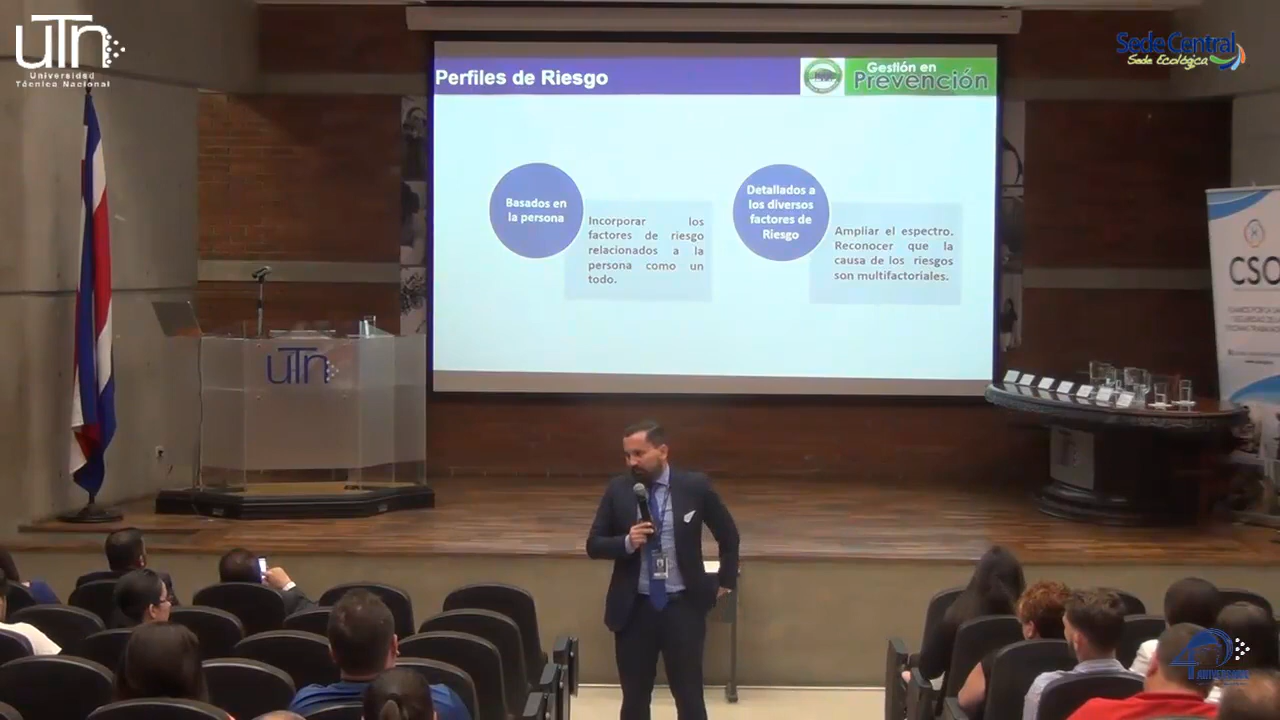 UTn
Universidad
Técnica Nacional
Sede Central
Sede Ecológica
Perfiles de Riesgo
Gestión en
Prevención
Basados en
la persona
Incorporar los
factores de riesgo
relacionados a la
persona como un
todo.
Detallados a
los diversos
factores de
Riesgo
Ampliar el espectro.
Reconocer que la
causa de los riesgos
son multifactoriales.
UTn
CSO
ANIVERSARIO